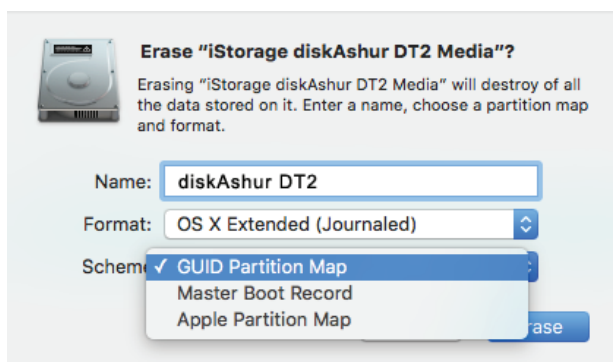 Erase “iStorage diskAshur DT2 Media”?
Erasing “iStorage diskAshur DT2 Media” will destroy of all
the data stored on it. Enter a name, choose a partition map
and format.
Name: diskAshur DT2
Format: OS X Extended (Journaled)
Scheme ✓ GUID Partition Map
Master Boot Record
Apple Partition Map
rase